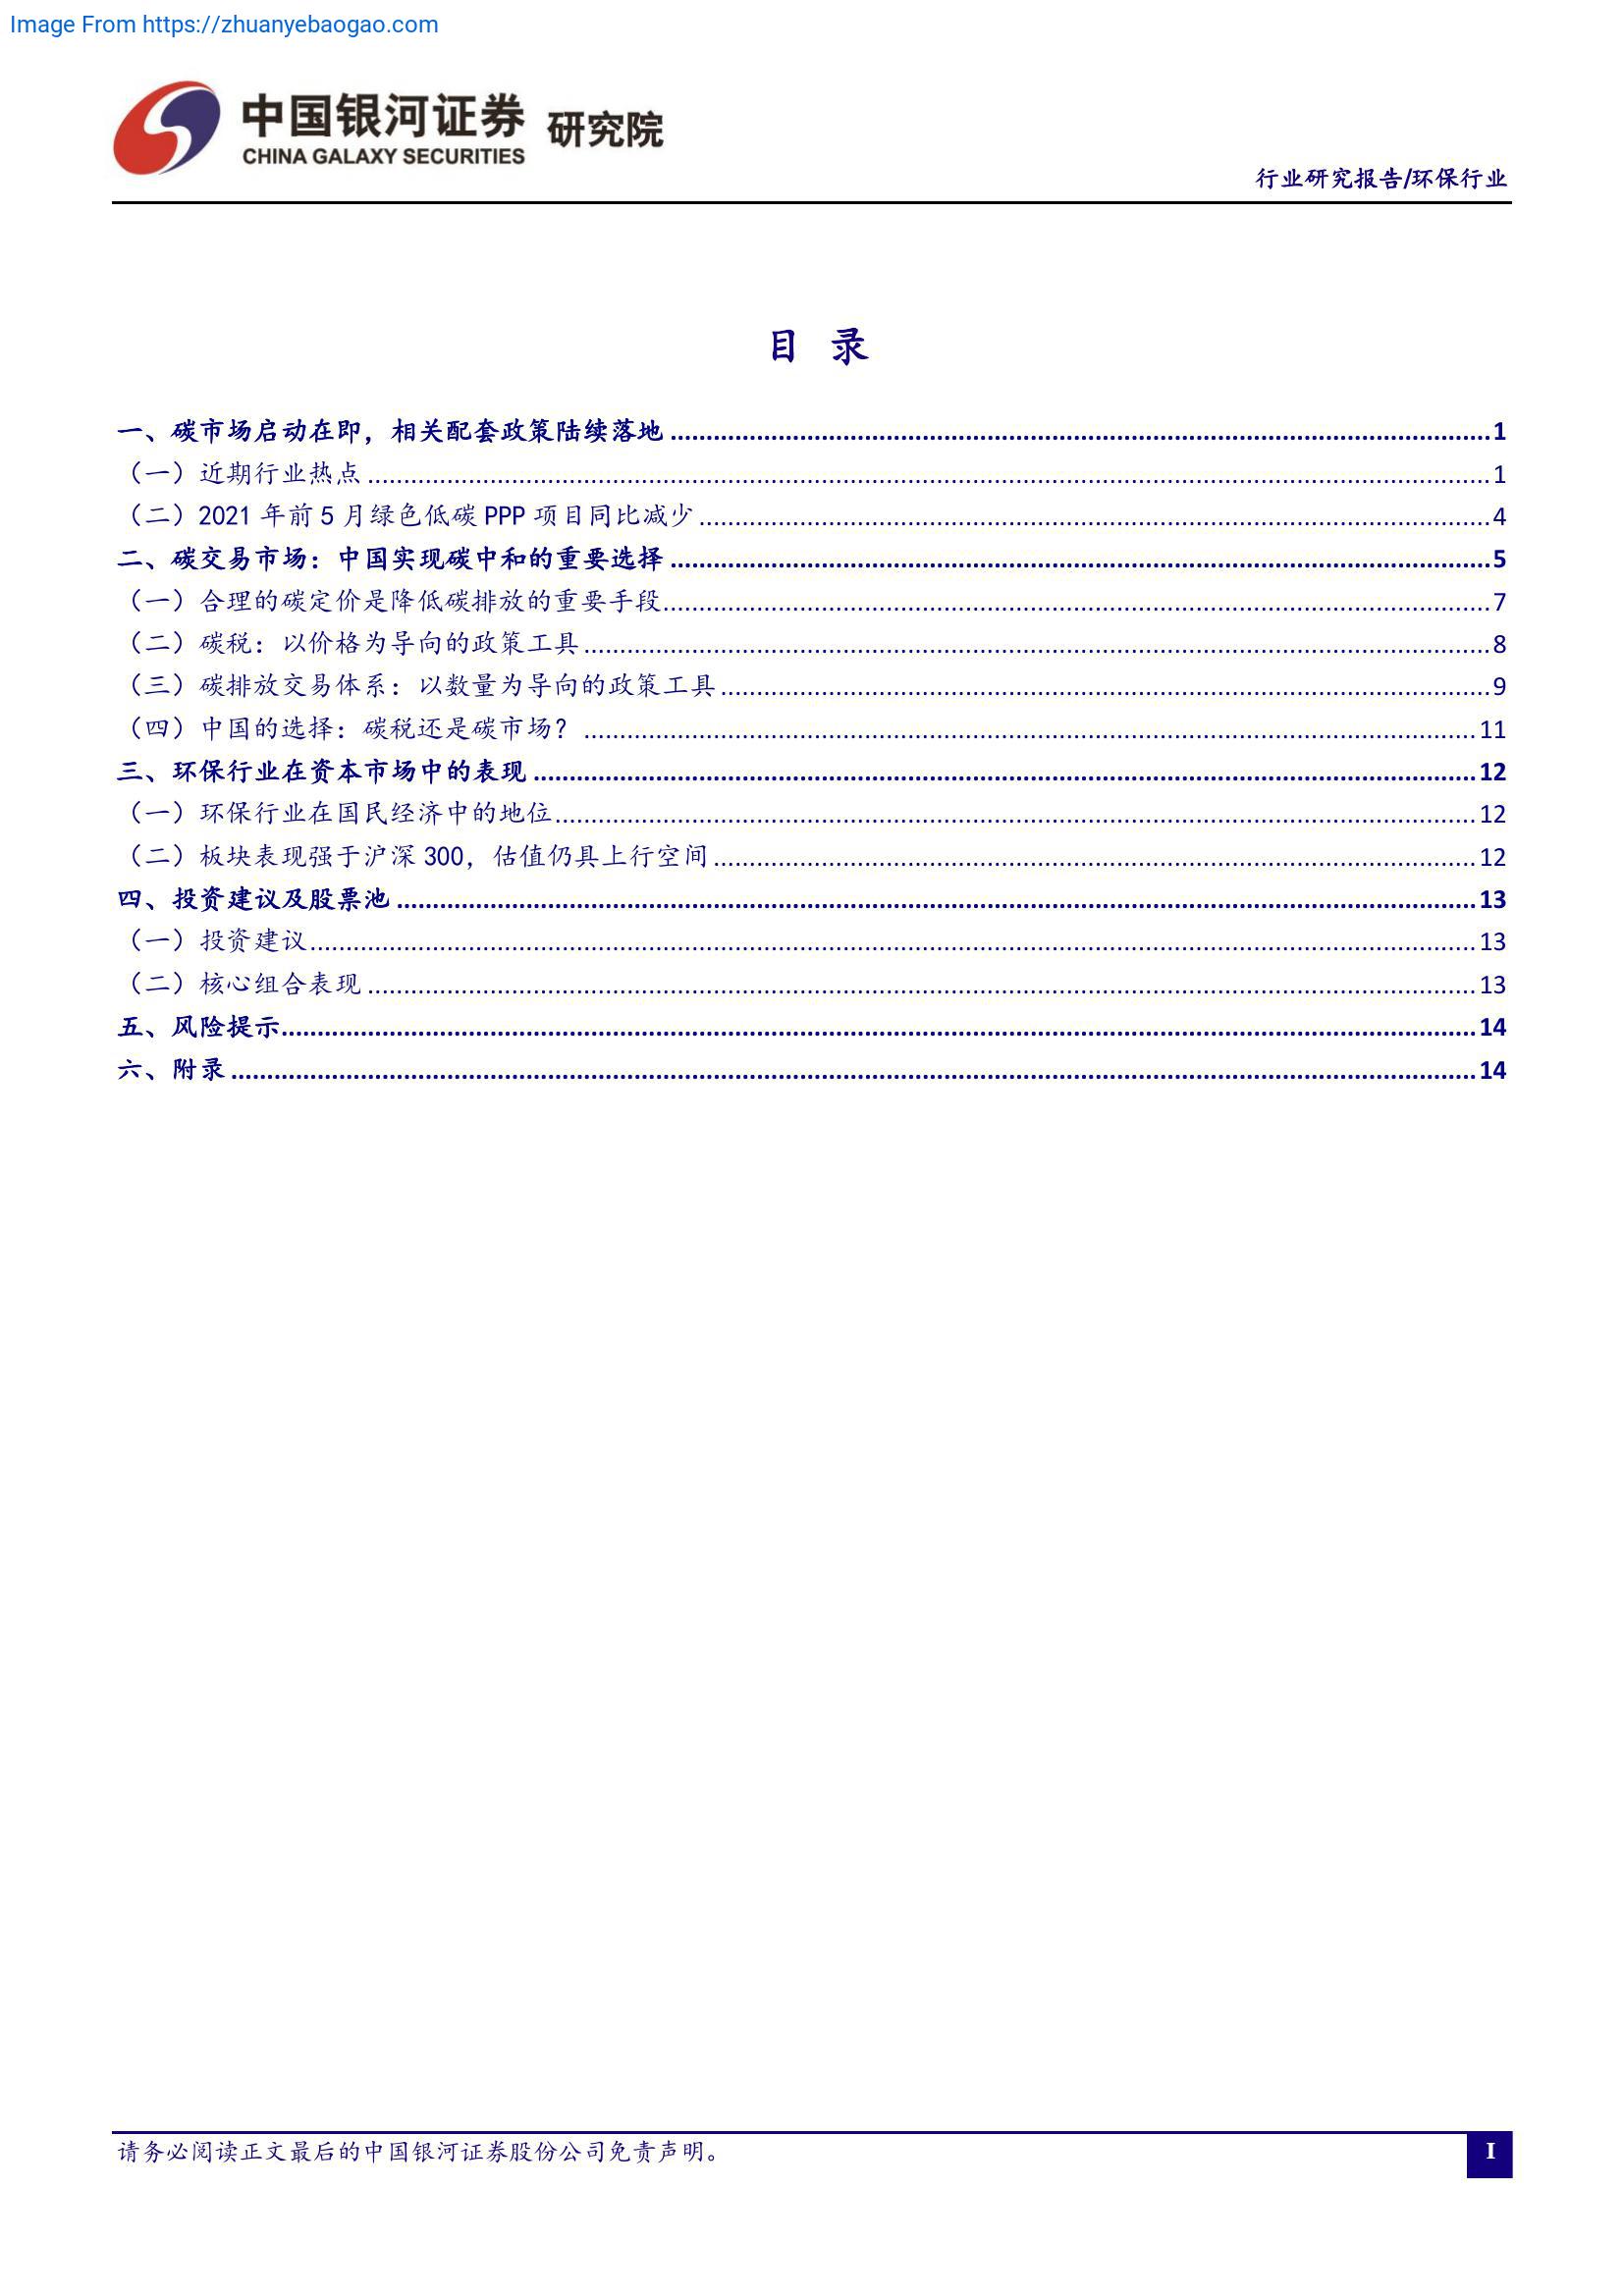 Image From https://zhuanyebaogao.com
中国银河证券 研究院
CHINA GALAXY SECURITIES
行业研究报告/环保行业
目 录
一、碳市场启动在即，相关配套政策陆续落地 1
（一）近期行业热点 1
（二）2021 年前 5 月绿色低碳 PPP 项目同比减少 4
二、碳交易市场：中国实现碳中和的重要选择 5
（一）合理的碳定价是降低碳排放的重要手段 7
（二）碳税：以价格为导向的政策工具 8
（三）碳排放交易体系：以数量为导向的政策工具 9
（四）中国的选择：碳税还是碳市场？ 11
三、环保行业在资本市场中的表现 12
（一）环保行业在国民经济中的地位 12
（二）板块表现强于沪深 300，估值仍具上行空间 12
四、投资建议及股票池 13
（一）投资建议 13
（二）核心组合表现 13
五、风险提示 14
六、附录 14
请务必阅读正文最后的中国银河证券股份公司免责声明。
I